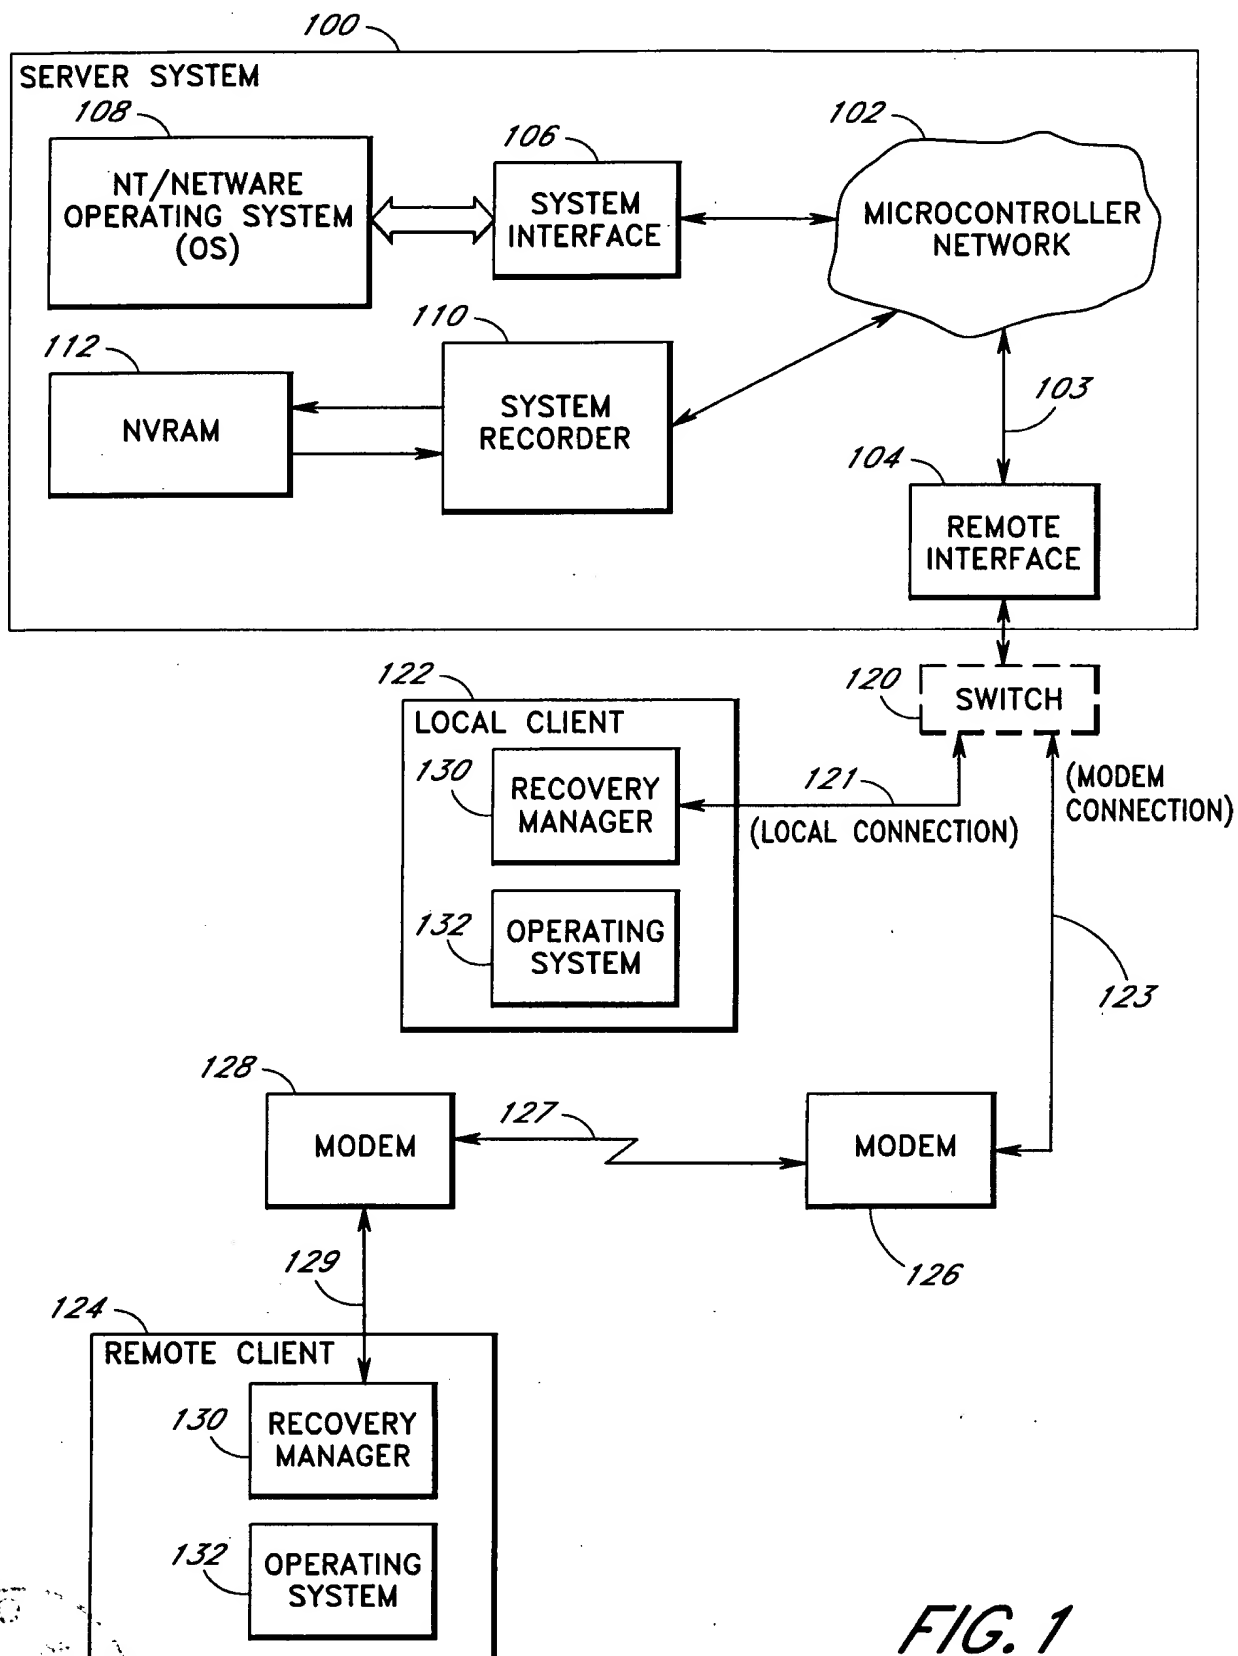 100
SERVER SYSTEM
108
NT/NETWARE
OPERATING SYSTEM
(OS)
106
SYSTEM
INTERFACE
102
MICROCONTROLLER
NETWORK
112
NVRAM
110
SYSTEM
RECORDER
103
104
REMOTE
INTERFACE
120
SWITCH
122
LOCAL CLIENT
130
RECOVERY
MANAGER
121
(LOCAL CONNECTION)
(MODEM
CONNECTION)
132
OPERATING
SYSTEM
123
128
MODEM
127
MODEM
126
129
124
REMOTE CLIENT
130
RECOVERY
MANAGER
132
OPERATING
SYSTEM
FIG. 1